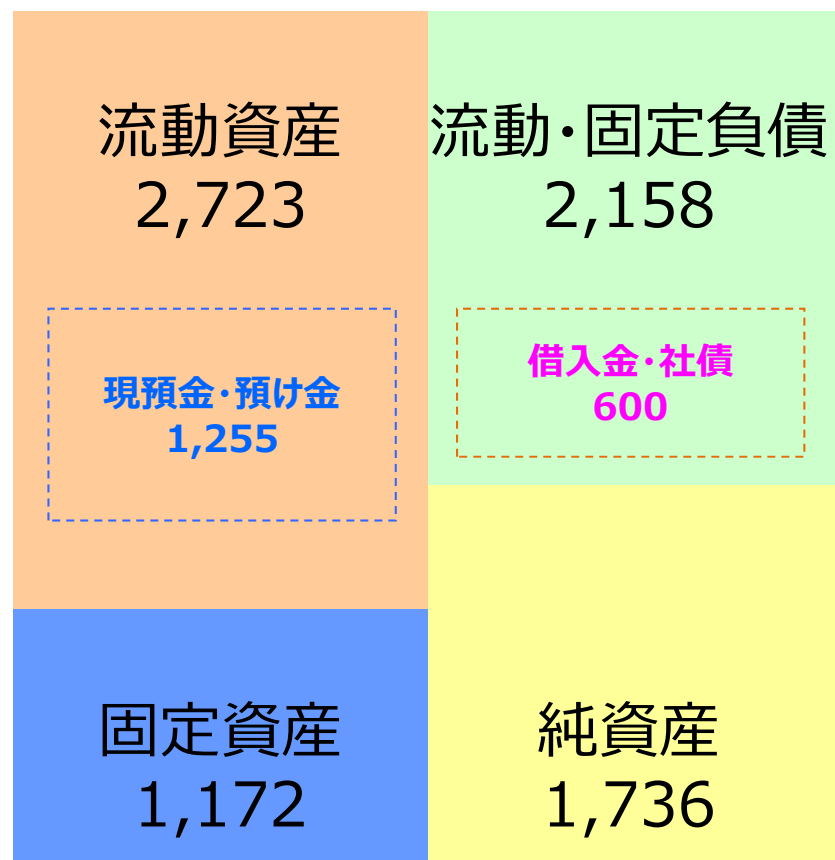 流動資産
2,723
現預金･預け金
1,255
固定資産
1,172
流動･固定負債
2,158
借入金･社債
600
純資産
1,736